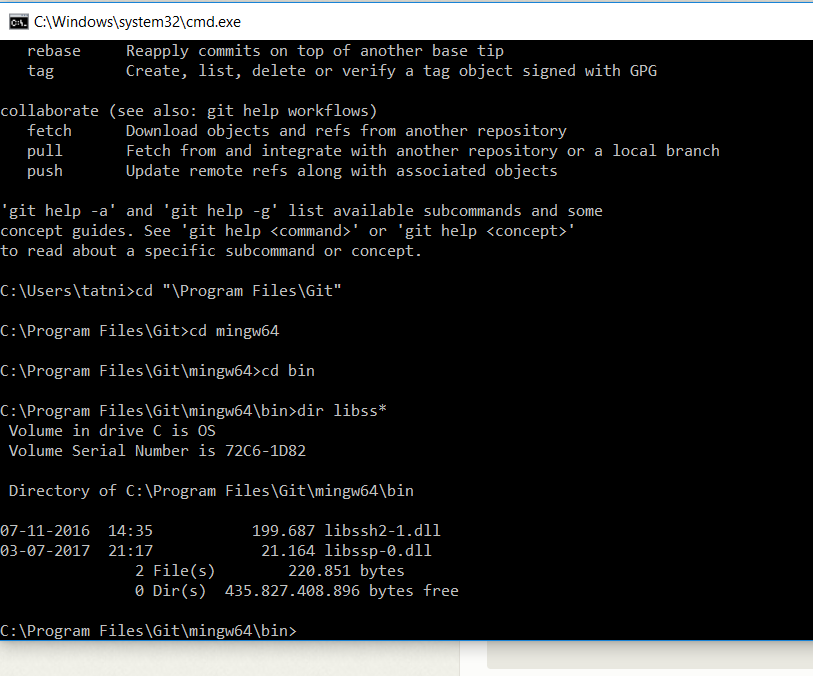 C:\Windows\system32\cmd.exe
rebase Reapply commits on top of another base tip
tag Create, list, delete or verify a tag object signed with GPG
collaborate (see also: git help workflows)
fetch Download objects and refs from another repository
pull Fetch from and integrate with another repository or a local branch
push Update remote refs along with associated objects
'git help -a' and 'git help -g' list available subcommands and some
concept guides. See 'git help <command>' or 'git help <concept>'
to read about a specific subcommand or concept.
C:\Users\tatni>cd "\Program Files\Git"
C:\Program Files\Git>cd mingw64
C:\Program Files\Git\mingw64>cd bin
C:\Program Files\Git\mingw64\bin>dir libss*
Volume in drive C is OS
Volume Serial Number is 72C6-1D82
Directory of C:\Program Files\Git\mingw64\bin
07-11-2016 14:35 199.687 libssh2-1.dll
03-07-2017 21:17 21.164 libssp-0.dll
2 File(s) 220.851 bytes
0 Dir(s) 435.827.408.896 bytes free
C:\Program Files\Git\mingw64\bin>